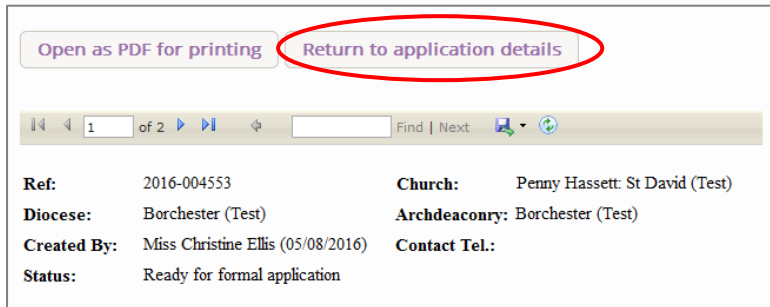 Open as PDF for printing Return to application details
1 of 2 Find | Next
Ref: 2016-004553 Church: Penny Hassett: St David (Test)
Diocese: Borchester (Test) Archdeaconry: Borchester (Test)
Created By: Miss Christine Ellis (05/08/2016) Contact Tel.:
Status: Ready for formal application